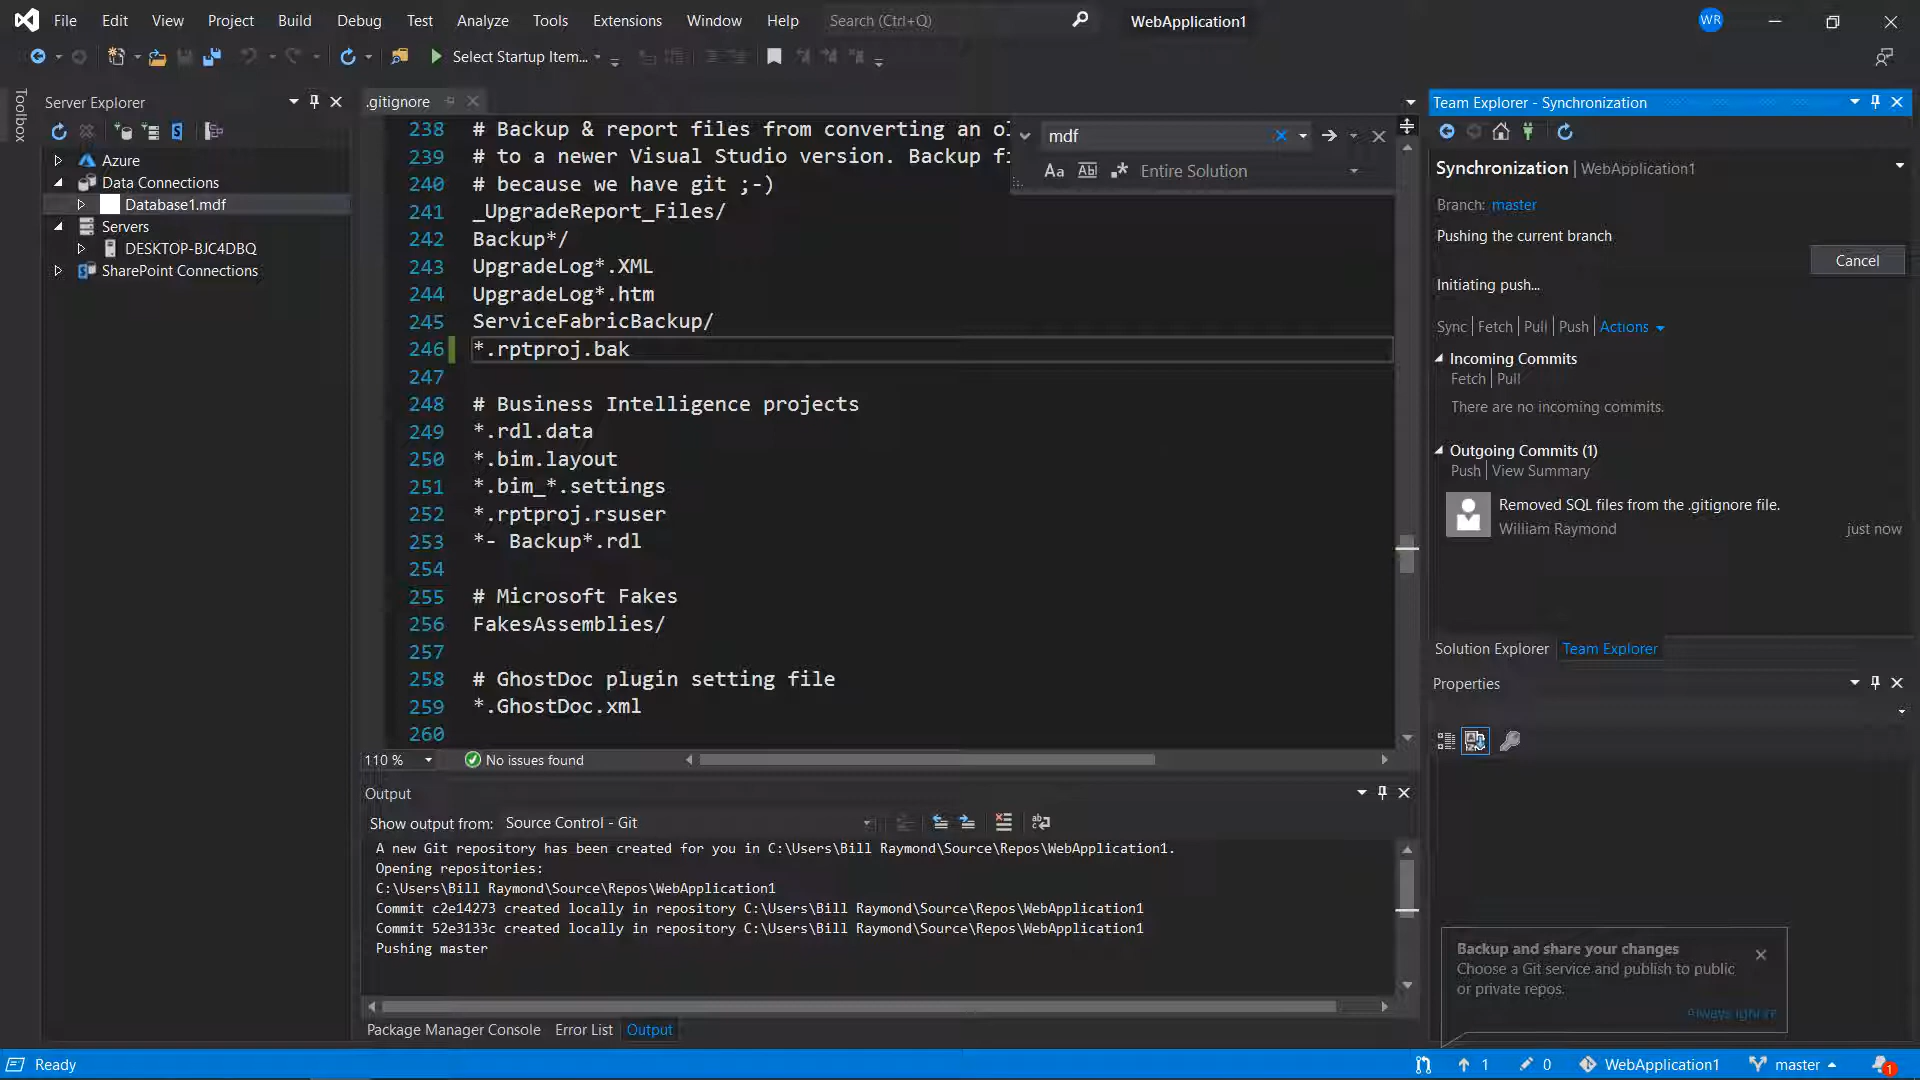 File Edit View Project Build Debug Test Analyze Tools Extensions Window Help Search (Ctrl+Q) WebApplication1 WR
Select Startup Item...
Toolbox
Server Explorer
Azure
Data Connections
Database1.mdf
Servers
DESKTOP-BJC4DBQ
SharePoint Connections
.gitignore
238 # Backup & report files from converting an ol
239 # to a newer Visual Studio version. Backup fi
240 # because we have git ;-)
241 _UpgradeReport_Files/
242 Backup*/
243 UpgradeLog*.XML
244 UpgradeLog*.htm
245 ServiceFabricBackup/
246 *.rptproj.bak
247
248 # Business Intelligence projects
249 *.rdl.data
250 *.bim.layout
251 *.bim_*.settings
252 *.rptproj.rsuser
253 *- Backup*.rdl
254
255 # Microsoft Fakes
256 FakesAssemblies/
257
258 # GhostDoc plugin setting file
259 *.GhostDoc.xml
260
mdf
Aa Ab Entire Solution
110 % No issues found
Output
Show output from: Source Control - Git
A new Git repository has been created for you in C:\Users\Bill Raymond\Source\Repos\WebApplication1.
Opening repositories:
C:\Users\Bill Raymond\Source\Repos\WebApplication1
Commit c2e14273 created locally in repository C:\Users\Bill Raymond\Source\Repos\WebApplication1
Commit 52e3133c created locally in repository C:\Users\Bill Raymond\Source\Repos\WebApplication1
Pushing master
Package Manager Console Error List Output
Team Explorer - Synchronization
Synchronization | WebApplication1
Branch: master
Pushing the current branch
Cancel
Initiating push...
Sync | Fetch | Pull | Push | Actions
Incoming Commits
Fetch | Pull
There are no incoming commits.
Outgoing Commits (1)
Push | View Summary
Removed SQL files from the .gitignore file.
William Raymond just now
Solution Explorer Team Explorer
Properties
Backup and share your changes
Choose a Git service and publish to public
or private repos.
Always ignore
Ready 1 0 WebApplication1 master 1